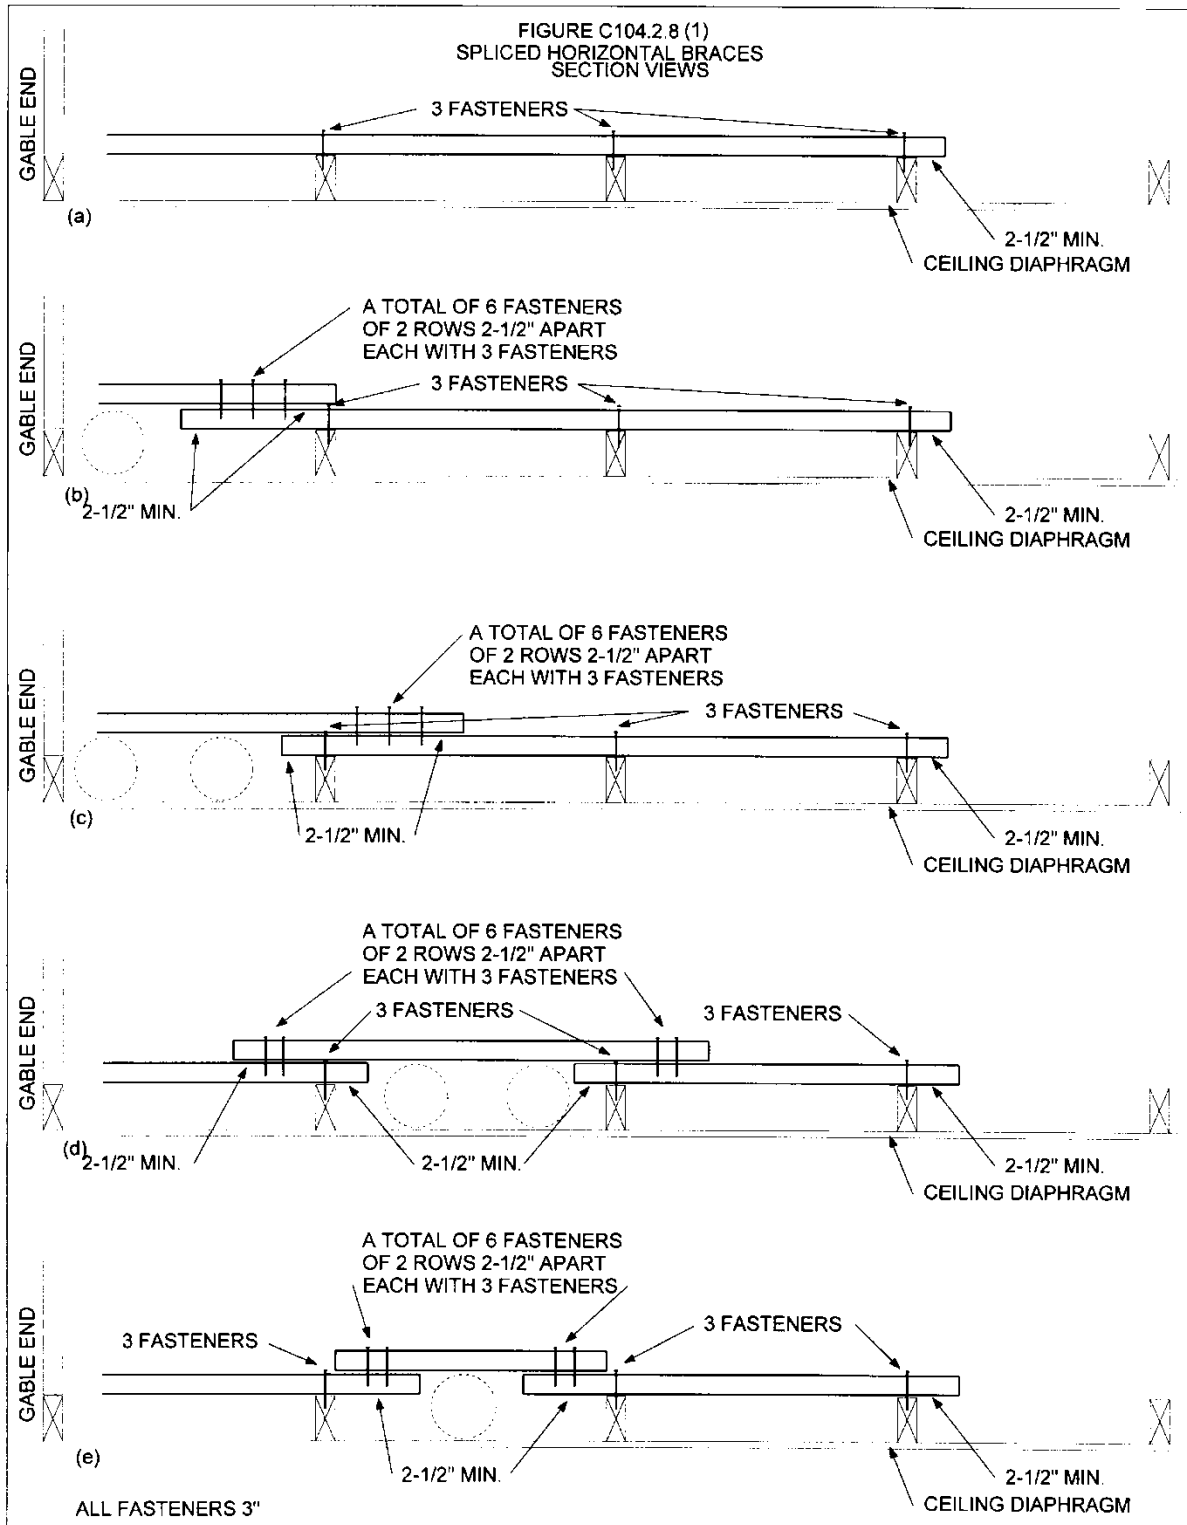 FIGURE C104.2.8 (1)
SPLICED HORIZONTAL BRACES
SECTION VIEWS
GABLE END
3 FASTENERS
(a)
2-1/2" MIN.
CEILING DIAPHRAGM
GABLE END
A TOTAL OF 6 FASTENERS
OF 2 ROWS 2-1/2" APART
EACH WITH 3 FASTENERS
3 FASTENERS
(b)
2-1/2" MIN.
2-1/2" MIN.
CEILING DIAPHRAGM
GABLE END
A TOTAL OF 6 FASTENERS
OF 2 ROWS 2-1/2" APART
EACH WITH 3 FASTENERS
3 FASTENERS
(c)
2-1/2" MIN.
2-1/2" MIN.
CEILING DIAPHRAGM
GABLE END
A TOTAL OF 6 FASTENERS
OF 2 ROWS 2-1/2" APART
EACH WITH 3 FASTENERS
3 FASTENERS
3 FASTENERS
(d)
2-1/2" MIN.
2-1/2" MIN.
2-1/2" MIN.
CEILING DIAPHRAGM
GABLE END
A TOTAL OF 6 FASTENERS
OF 2 ROWS 2-1/2" APART
EACH WITH 3 FASTENERS
3 FASTENERS
3 FASTENERS
(e)
2-1/2" MIN.
2-1/2" MIN.
CEILING DIAPHRAGM
ALL FASTENERS 3"